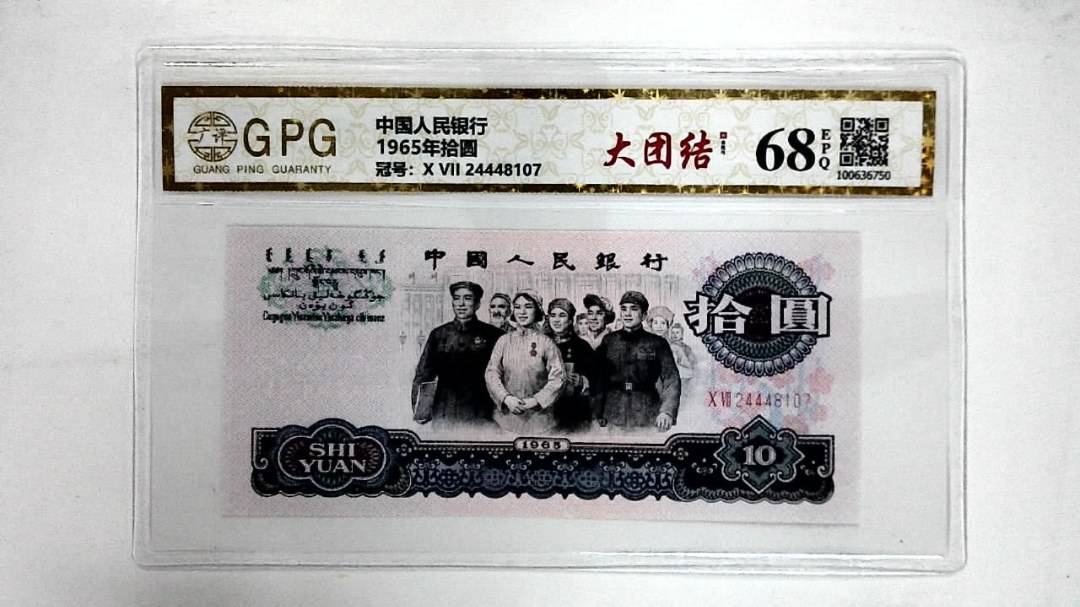 GPG
GUANG PING GUARANTY
中国人民银行
1965年拾圆
冠号：X VII 24448107
大团结
68
EPQ
100636750
中國人民銀行
拾圓
X VII 24448107
1965
SHI
YUAN
10